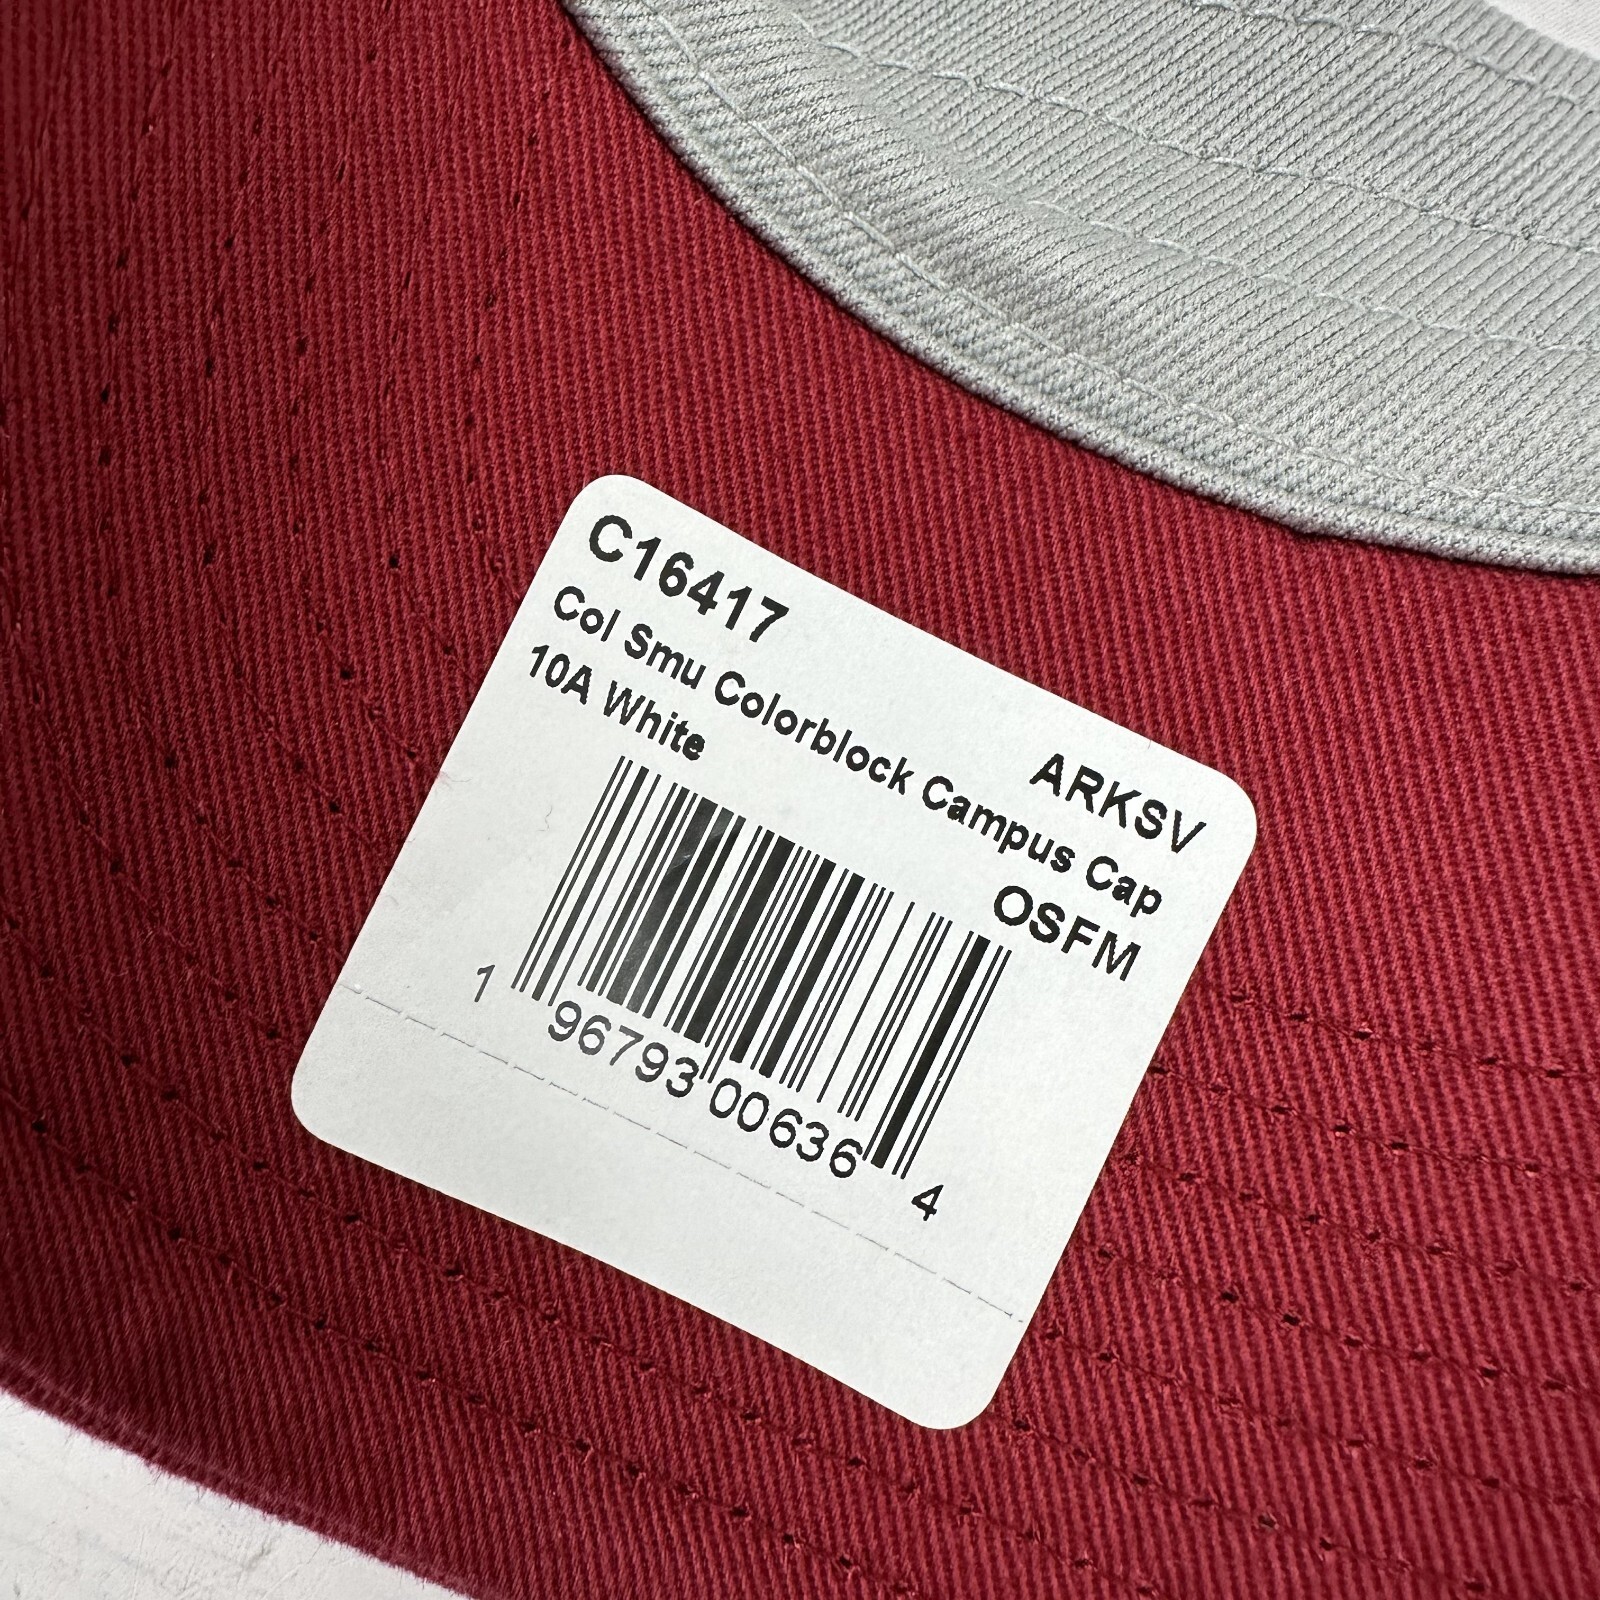 C16417 ARKSV
Col Smu Colorblock Campus Cap
10A White OSFM
1 96793 00636 4